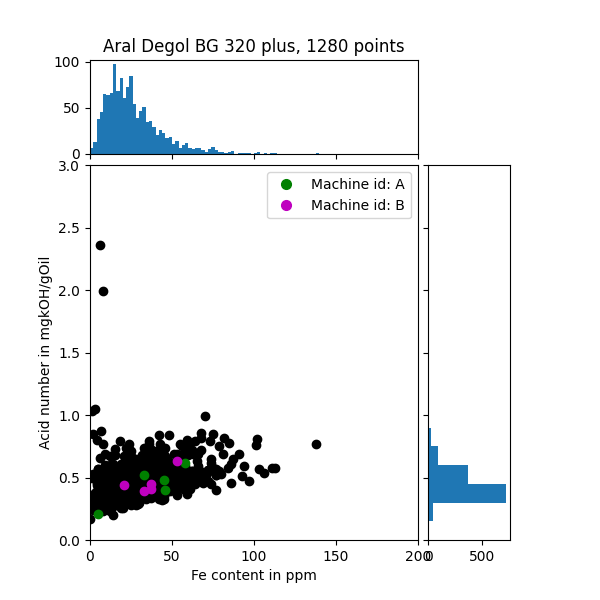 Aral Degol BG 320 plus, 1280 points
100
50
0
3.0
2.5
2.0
1.5
1.0
0.5
0.0
Acid number in mgkOH/gOil
Machine id: A
Machine id: B
0 50 100 150 200
0 500
Fe content in ppm